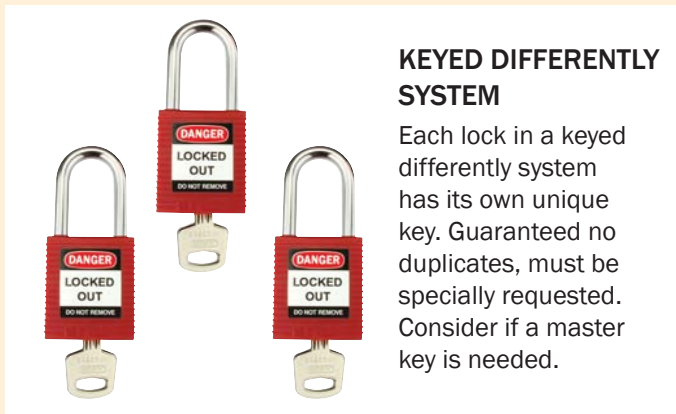 KEYED DIFFERENTLY
SYSTEM
Each lock in a keyed
differently system
has its own unique
key. Guaranteed no
duplicates, must be
specially requested.
Consider if a master
key is needed.
DANGER
LOCKED
OUT
DO NOT REMOVE
DANGER
LOCKED
OUT
DO NOT REMOVE
DANGER
LOCKED
OUT
DO NOT REMOVE